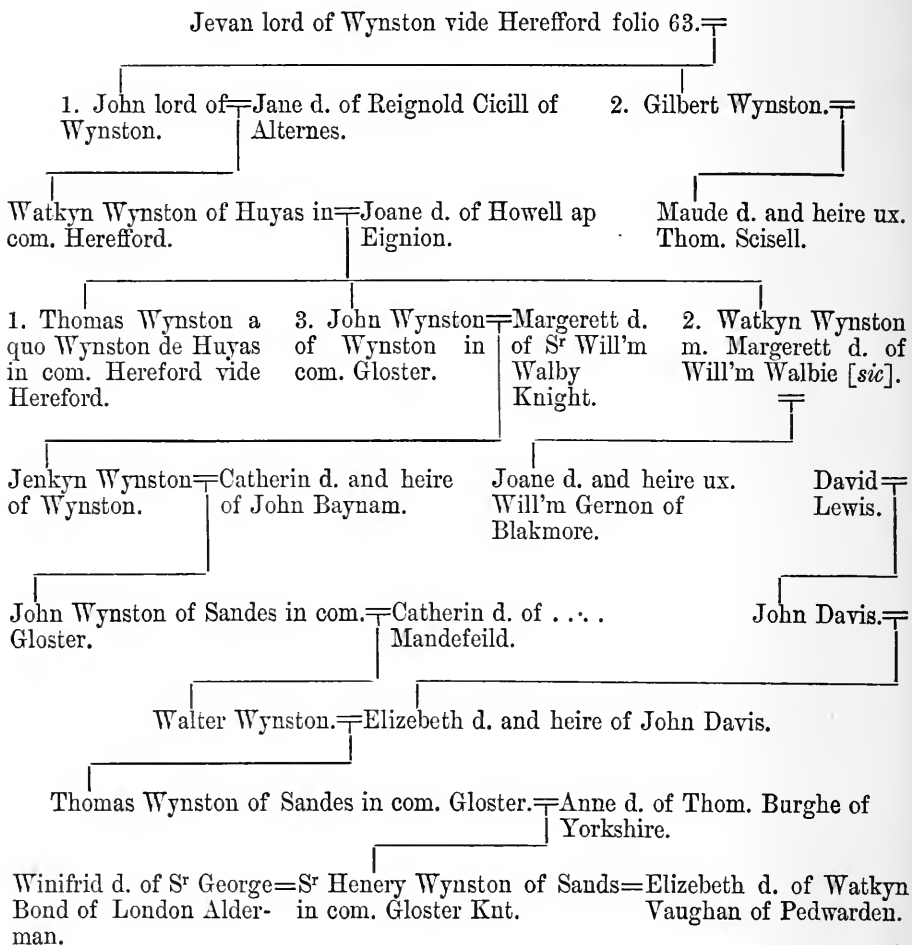 Jevan lord of Wynston vide Herefford folio 63.
1. John lord of Wynston.
Jane d. of Reignold Cicill of Alternes.
2. Gilbert Wynston.
Watkyn Wynston of Huyas in
com. Herefford.
Joane d. of Howell ap
Eignion.
Maude d. and heire ux.
Thom. Scisell.
1. Thomas Wynston a
quo Wynston de Huyas
in com. Hereford vide
Hereford.
3. John Wynston
of Wynston in
com. Gloster.
Margerett d.
of Sr Will'm
Walby
Knight.
2. Watkyn Wynston
m. Margerett d. of
Will'm Walbie [sic].
Jenkyn Wynston
of Wynston.
Catherin d. and heire
of John Baynam.
Joane d. and heire ux.
Will'm Gernon of
Blakmore.
David
Lewis.
John Wynston of Sandes in com.
Gloster.
Catherin d. of . . . .
Mandefeild.
John Davis.
Walter Wynston.
Elizebeth d. and heire of John Davis.
Thomas Wynston of Sandes in com. Gloster.
Anne d. of Thom. Burghe of
Yorkshire.
Winifrid d. of Sr George
Bond of London Alder-
man.
Sr Henery Wynston of Sands
in com. Gloster Knt.
Elizebeth d. of Watkyn
Vaughan of Pedwarden.